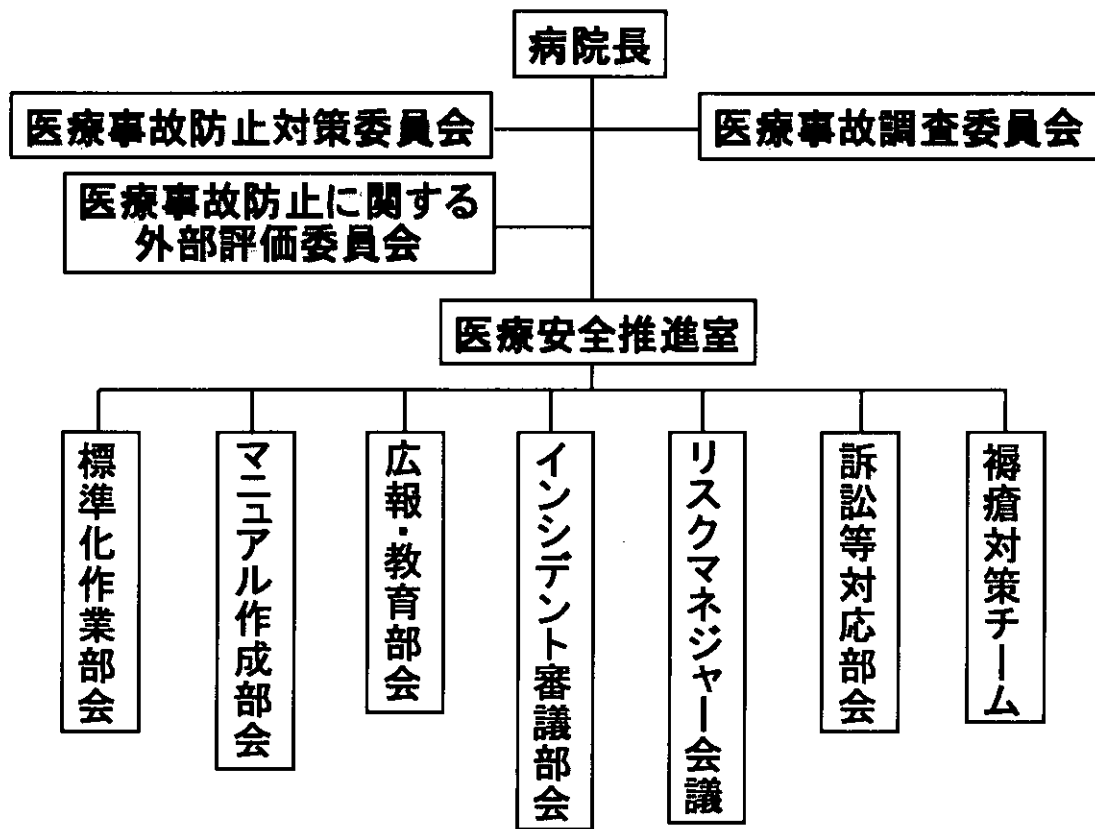 病院長
医療事故防止対策委員会
医療事故調査委員会
医療事故防止に関する
外部評価委員会
医療安全推進室
標準化作業部会
マニュアル作成部会
広報・教育部会
インシデント審議部会
リスクマネジャー会議
訴訟等対応部会
褥瘡対策チーム